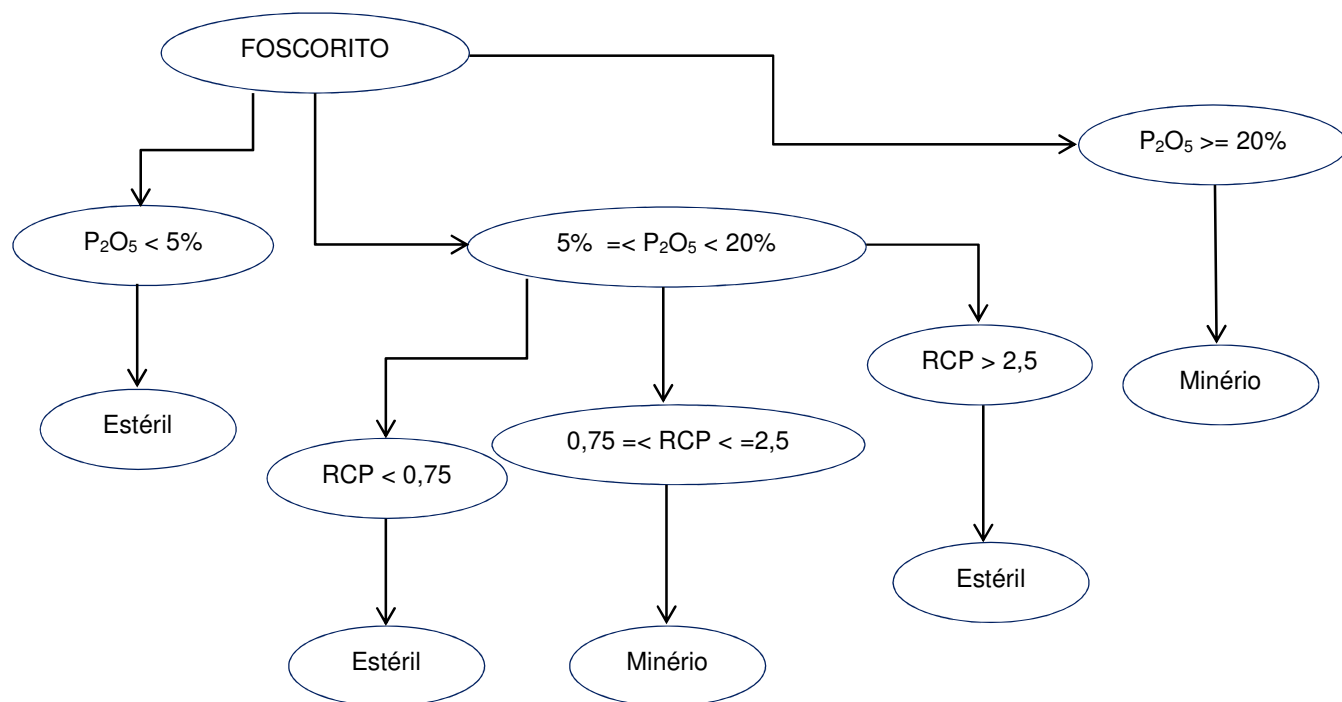 FOSCORITO
P₂O₅ >= 20%
P₂O₅ < 5%
5% =< P₂O₅ < 20%
RCP > 2,5
Minério
Estéril
0,75 =< RCP < =2,5
RCP < 0,75
Estéril
Estéril
Minério